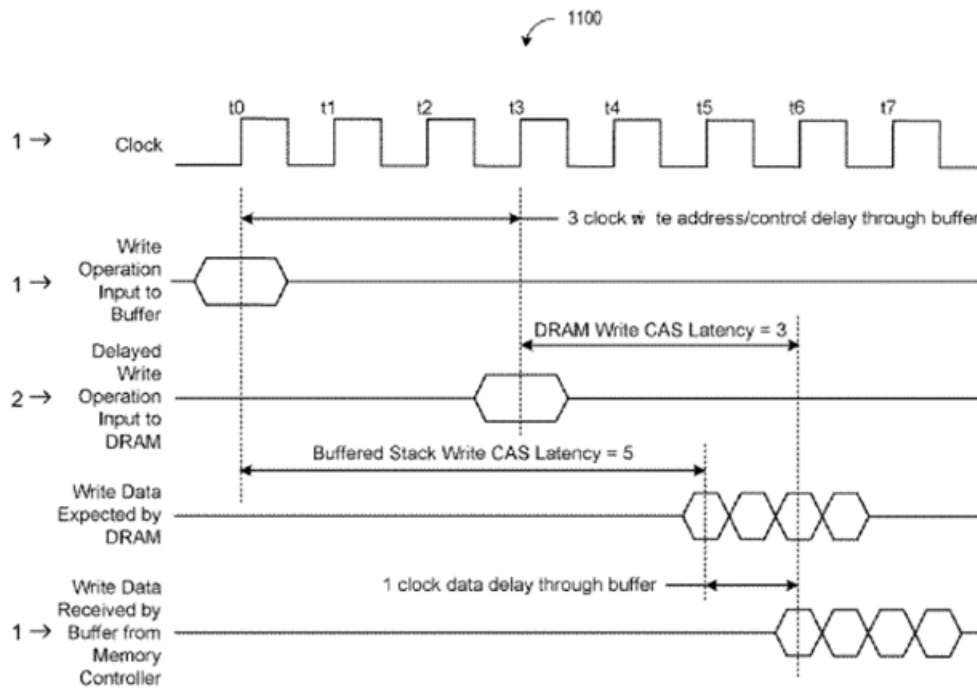 1100
t0 t1 t2 t3 t4 t5 t6 t7
1 → Clock
3 clock te address/control delay through buffer
Write
Operation
1 → Input to
Buffer
DRAM Write CAS Latency = 3
Delayed
Write
2 → Operation
Input to
DRAM
Buffered Stack Write CAS Latency = 5
Write Data
Expected by
DRAM
1 clock data delay through buffer
Write Data
Received by
1 → Buffer from
Memory
Controller